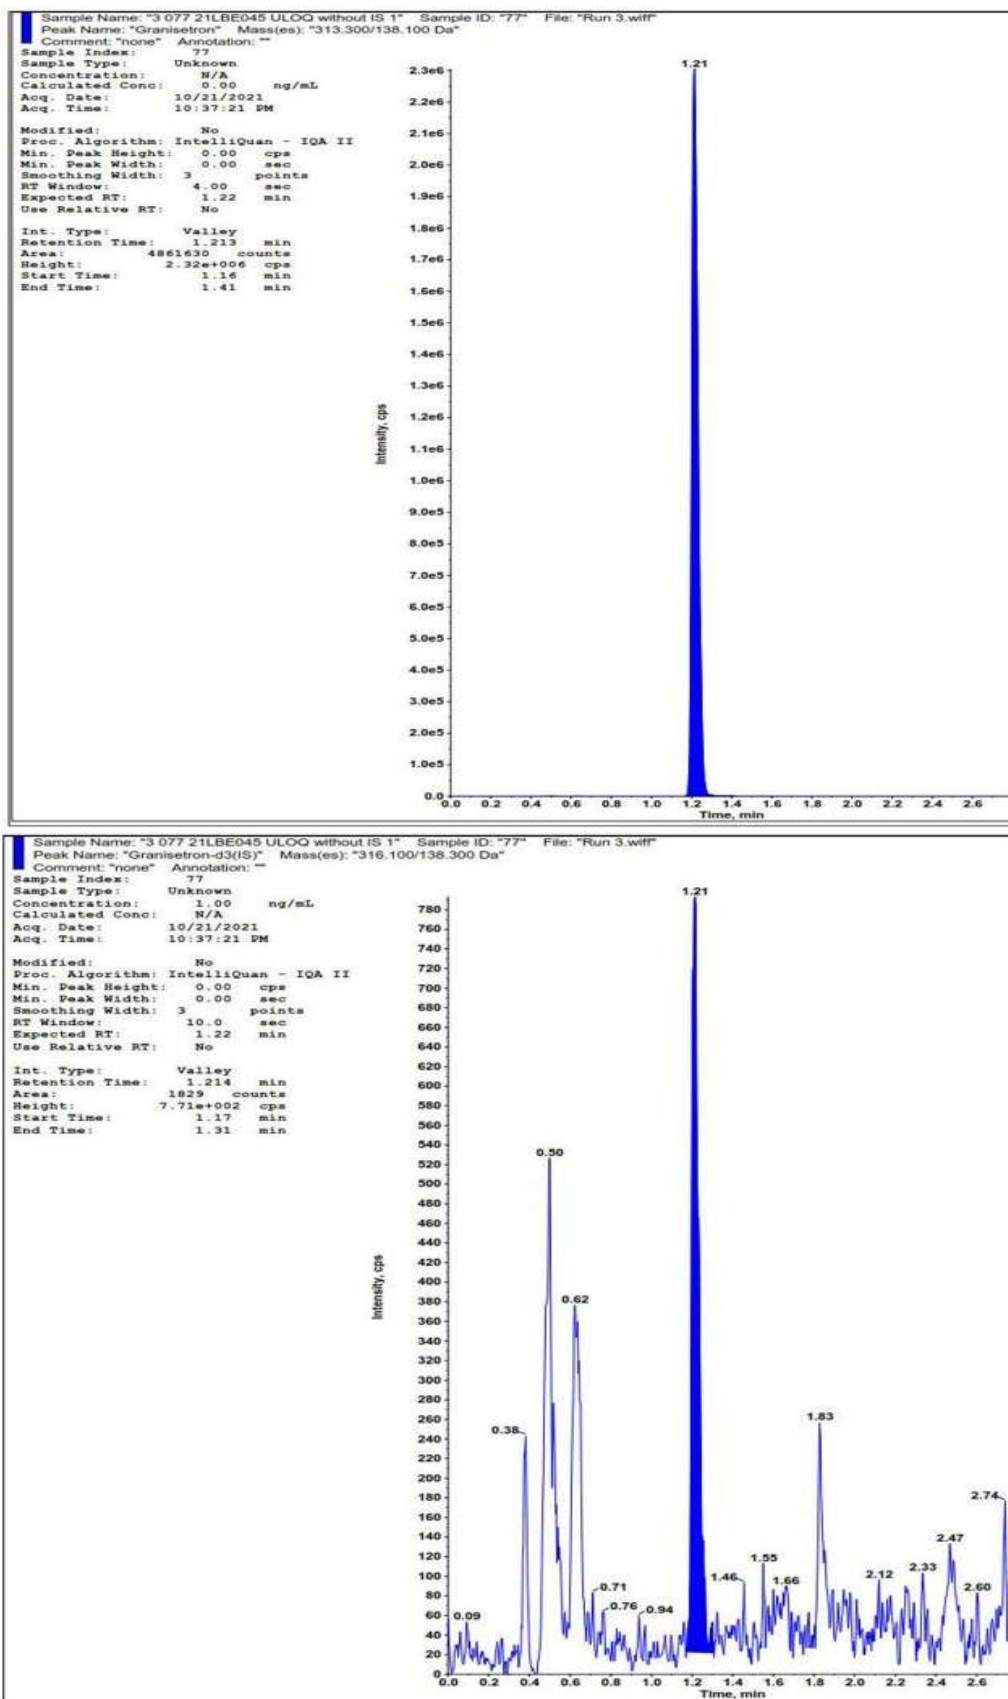 Sample Name: "3 077 21LBE045 ULOQ without IS 1" Sample ID: "77" File: "Run 3.wiff"
Peak Name: "Granisetron" Mass(es): "313.300/138.100 Da"
Comment: "none" Annotation: ""
Sample Index: 77
Sample Type: Unknown
Concentration: N/A
Calculated Conc: 0.00 ng/mL
Acq. Date: 10/21/2021
Acq. Time: 10:37:21 PM
Modified: No
Proc. Algorithm: IntelliQuan - IQA II
Min. Peak Height: 0.00 cps
Min. Peak Width: 0.00 sec
Smoothing Width: 3 points
RT Window: 4.00 sec
Expected RT: 1.22 min
Use Relative RT: No
Int. Type: Valley
Retention Time: 1.213 min
Area: 4861630 counts
Height: 2.32e+006 cps
Start Time: 1.16 min
End Time: 1.41 min
1.21
2.3e6
2.2e6
2.1e6
2.0e6
1.9e6
1.8e6
1.7e6
1.6e6
1.5e6
1.4e6
1.3e6
1.2e6
1.1e6
1.0e6
9.0e5
8.0e5
7.0e5
6.0e5
5.0e5
4.0e5
3.0e5
2.0e5
1.0e5
0.0
Intensity, cps
0.0 0.2 0.4 0.6 0.8 1.0 1.2 1.4 1.6 1.8 2.0 2.2 2.4 2.6
Time, min
Sample Name: "3 077 21LBE045 ULOQ without IS 1" Sample ID: "77" File: "Run 3.wiff"
Peak Name: "Granisetron-d3(IS)" Mass(es): "316.100/138.300 Da"
Comment: "none" Annotation: ""
Sample Index: 77
Sample Type: Unknown
Concentration: 1.00 ng/mL
Calculated Conc: N/A
Acq. Date: 10/21/2021
Acq. Time: 10:37:21 PM
Modified: No
Proc. Algorithm: IntelliQuan - IQA II
Min. Peak Height: 0.00 cps
Min. Peak Width: 0.00 sec
Smoothing Width: 3 points
RT Window: 10.0 sec
Expected RT: 1.22 min
Use Relative RT: No
Int. Type: Valley
Retention Time: 1.214 min
Area: 1829 counts
Height: 7.71e+002 cps
Start Time: 1.17 min
End Time: 1.31 min
1.21
780
760
740
720
700
680
660
640
620
600
580
560
540
520
500
480
460
440
420
400
380
360
340
320
300
280
260
240
220
200
180
160
140
120
100
80
60
40
20
0
Intensity, cps
0.09
0.38
0.50
0.62
0.71
0.76
0.94
1.46
1.55
1.66
1.83
2.12
2.33
2.47
2.60
2.74
0.0 0.2 0.4 0.6 0.8 1.0 1.2 1.4 1.6 1.8 2.0 2.2 2.4 2.6
Time, min